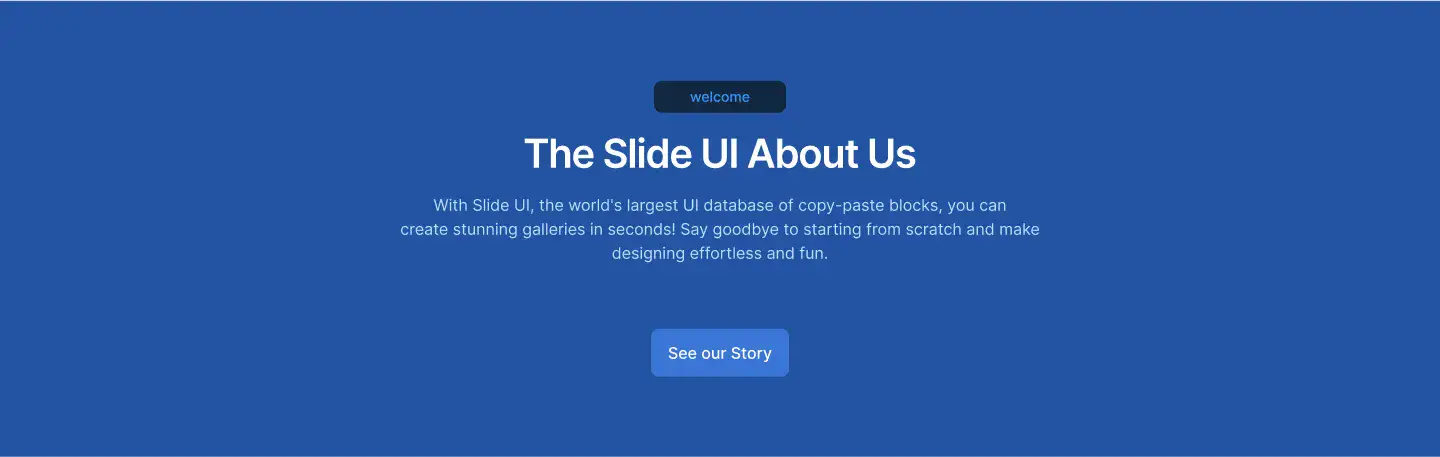 welcome
The Slide UI About Us
With Slide UI, the world's largest UI database of copy-paste blocks, you can
create stunning galleries in seconds! Say goodbye to starting from scratch and make
designing effortless and fun.
See our Story